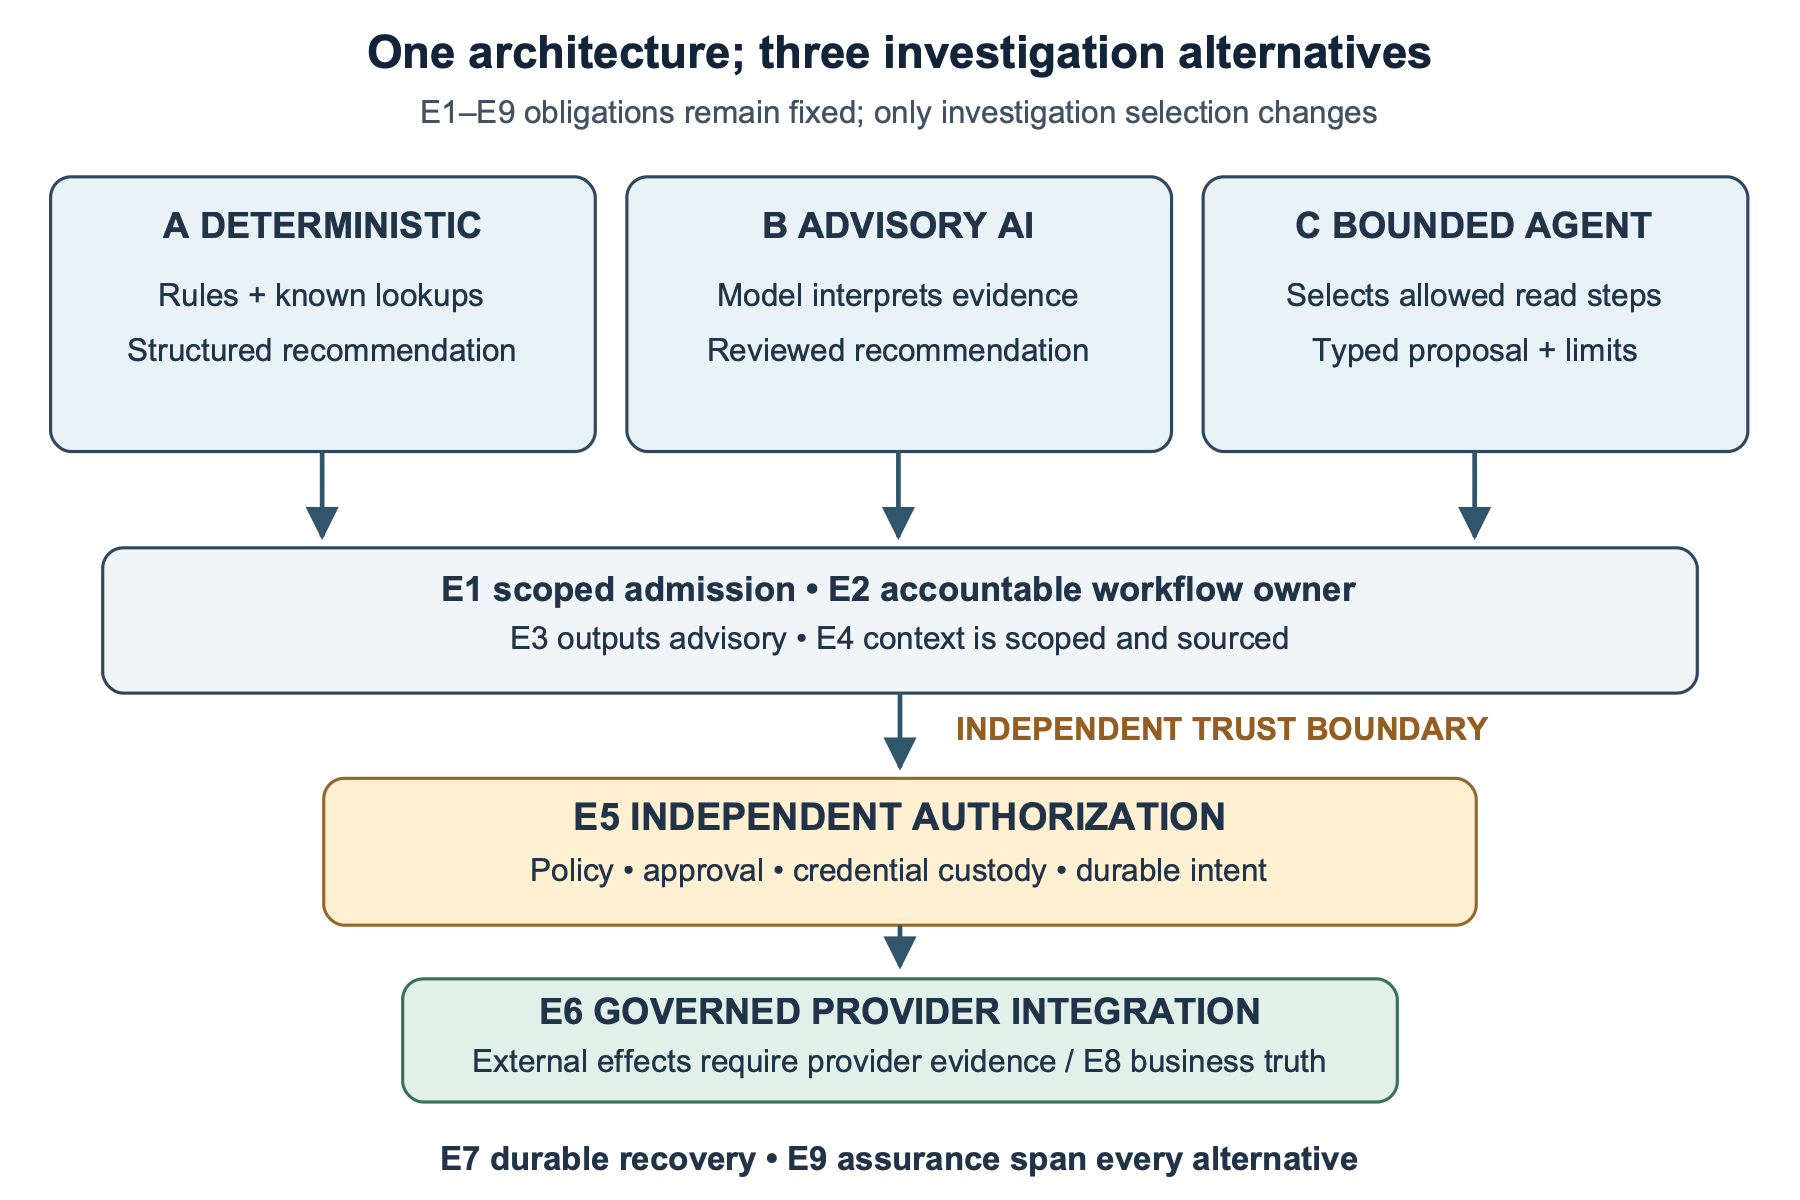 One architecture; three investigation alternatives
E1–E9 obligations remain fixed; only investigation selection changes
A DETERMINISTIC
Rules + known lookups
Structured recommendation
B ADVISORY AI
Model interprets evidence
Reviewed recommendation
C BOUNDED AGENT
Selects allowed read steps
Typed proposal + limits
E1 scoped admission • E2 accountable workflow owner
E3 outputs advisory • E4 context is scoped and sourced
INDEPENDENT TRUST BOUNDARY
E5 INDEPENDENT AUTHORIZATION
Policy • approval • credential custody • durable intent
E6 GOVERNED PROVIDER INTEGRATION
External effects require provider evidence / E8 business truth
E7 durable recovery • E9 assurance span every alternative